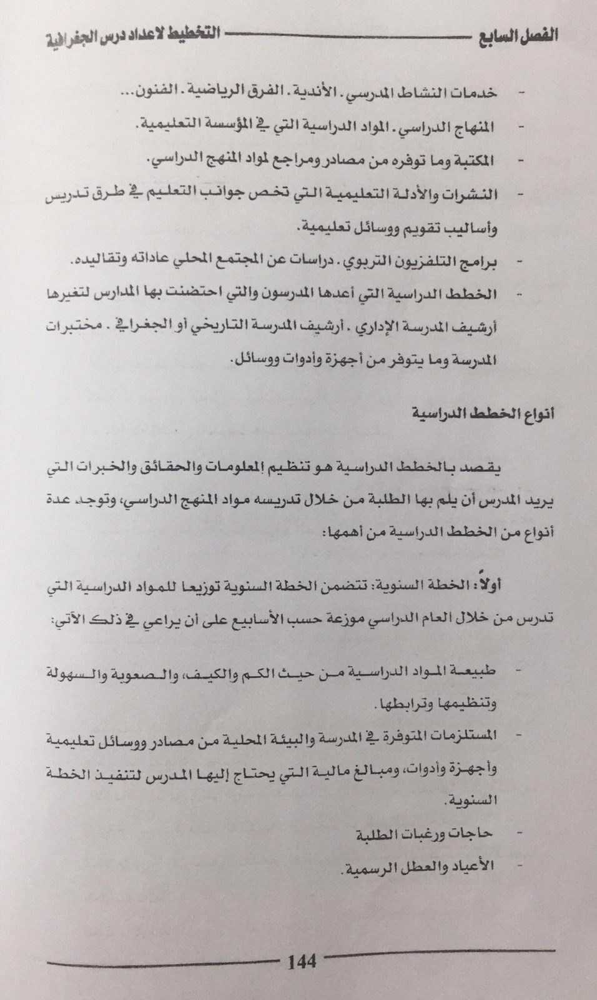 الفصل السابع التخطيط لاعداد درس الجغرافية
- خدمات النشاط المدرسي. الأندية. الفرق الرياضية. الفنون...
- المنهاج الدراسي. المواد الدراسية التي في المؤسسة التعليمية.
- المكتبة وما توفره من مصادر ومراجع لمواد المنهج الدراسي.
- النشرات والأدلة التعليمية التي تخص جوانب التعليم في طرق تدريس
وأساليب تقويم ووسائل تعليمية.
- برامج التلفزيون التربوي. دراسات عن المجتمع المحلي عاداته وتقاليده.
- الخطط الدراسية التي أعدها المدرسون والتي احتضنت بها المدارس لتغيرها
أرشيف المدرسة الإداري. أرشيف المدرسة التاريخي أو الجغرافي. مختبرات
المدرسة وما يتوفر من أجهزة وأدوات ووسائل.
أنواع الخطط الدراسية
يقصد بالخطط الدراسية هو تنظيم المعلومات والحقائق والخبرات التي
يريد المدرس أن يلم بها الطلبة من خلال تدريسه مواد المنهج الدراسي، وتوجد عدة
أنواع من الخطط الدراسية من أهمها:
أولاً: الخطة السنوية: تتضمن الخطة السنوية توزيعا للمواد الدراسية التي
تدرس من خلال العام الدراسي موزعة حسب الأسابيع على أن يراعي في ذلك الآتي:
- طبيعة المواد الدراسية من حيث الكم والكيف، والصعوبة والسهولة
وتنظيمها وترابطها.
- المستلزمات المتوفرة في المدرسة والبيئة المحلية من مصادر ووسائل تعليمية
وأجهزة وأدوات، ومبالغ مالية التي يحتاج إليها المدرس لتنفيذ الخطة
السنوية.
- حاجات ورغبات الطلبة
- الأعياد والعطل الرسمية.
144